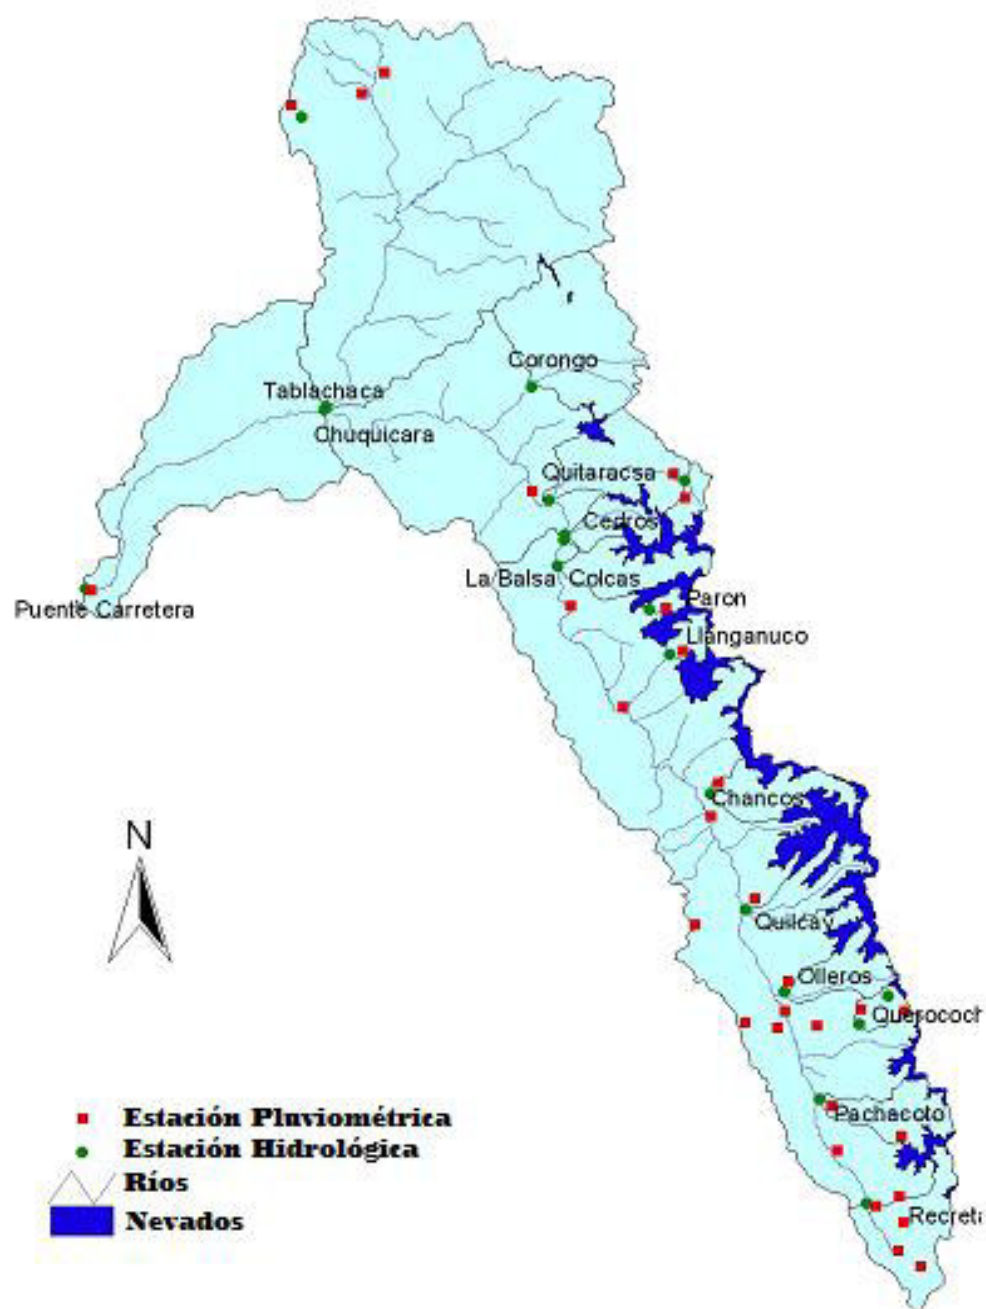 Corongo
Tablachaca
Chuquicara
Quitaracsa
Cedros
La Balsa Colcas
Paron
Puente Carretera
Llanganuco
Chancos
N
Quilcay
Olleros
Querococh
Pachacoto
Recreta
Estación Pluviométrica
Estación Hidrológica
Ríos
Nevados